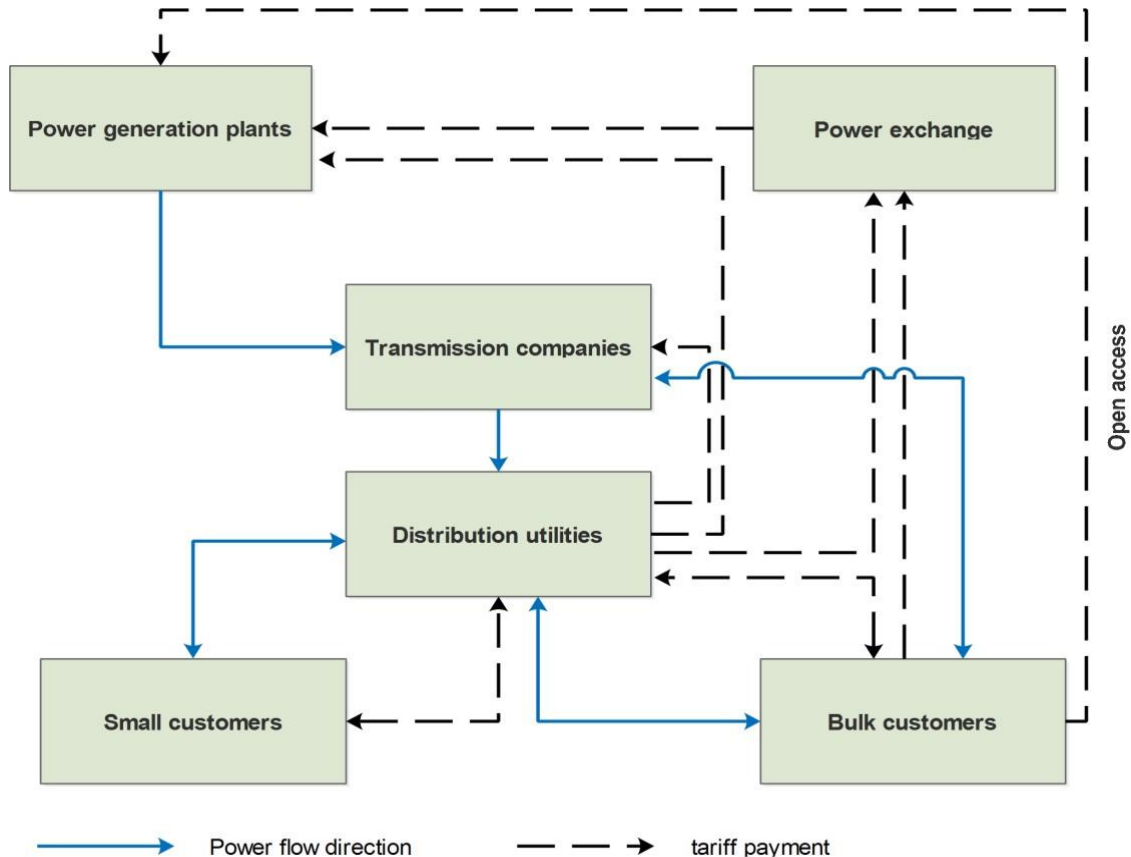 Power generation plants
Power exchange
Transmission companies
Open access
Distribution utilities
Small customers
Bulk customers
Power flow direction
tariff payment